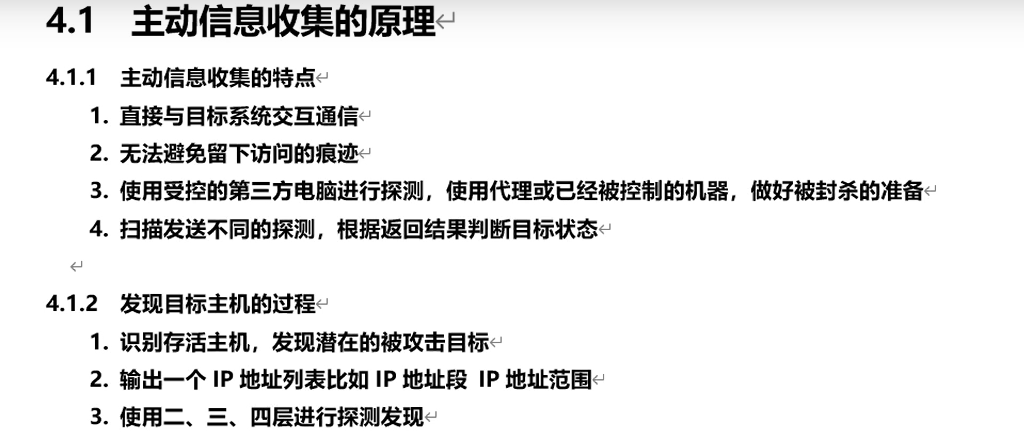 4.1 主动信息收集的原理
4.1.1 主动信息收集的特点
1. 直接与目标系统交互通信
2. 无法避免留下访问的痕迹
3. 使用受控的第三方电脑进行探测，使用代理或已经被控制的机器，做好被封杀的准备
4. 扫描发送不同的探测，根据返回结果判断目标状态
4.1.2 发现目标主机的过程
1. 识别存活主机，发现潜在的被攻击目标
2. 输出一个 IP 地址列表比如 IP 地址段 IP 地址范围
3. 使用二、三、四层进行探测发现